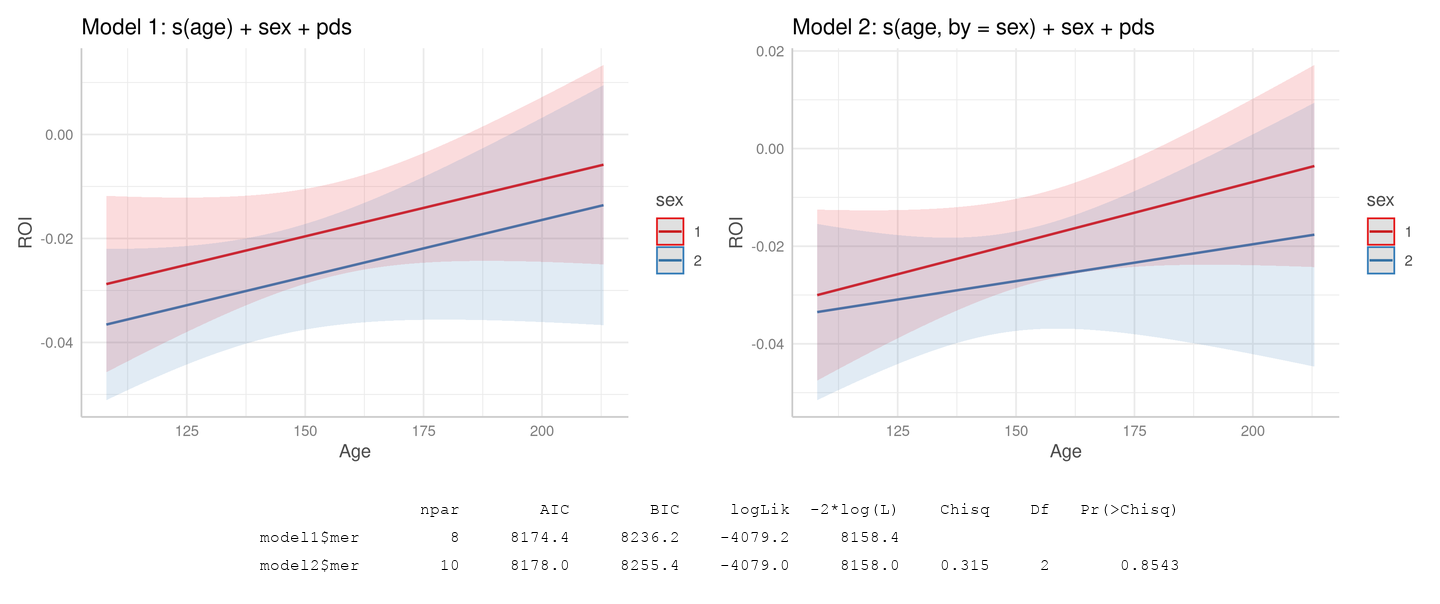 Model 1: s(age) + sex + pds
0.00
-0.02
-0.04
ROI
125 150 175 200
Age
sex
1
2
Model 2: s(age, by = sex) + sex + pds
0.02
0.00
-0.02
-0.04
ROI
125 150 175 200
Age
sex
1
2
npar AIC BIC logLik -2*log(L) Chisq Df Pr(>Chisq)
model1$mer 8 8174.4 8236.2 -4079.2 8158.4
model2$mer 10 8178.0 8255.4 -4079.0 8158.0 0.315 2 0.8543